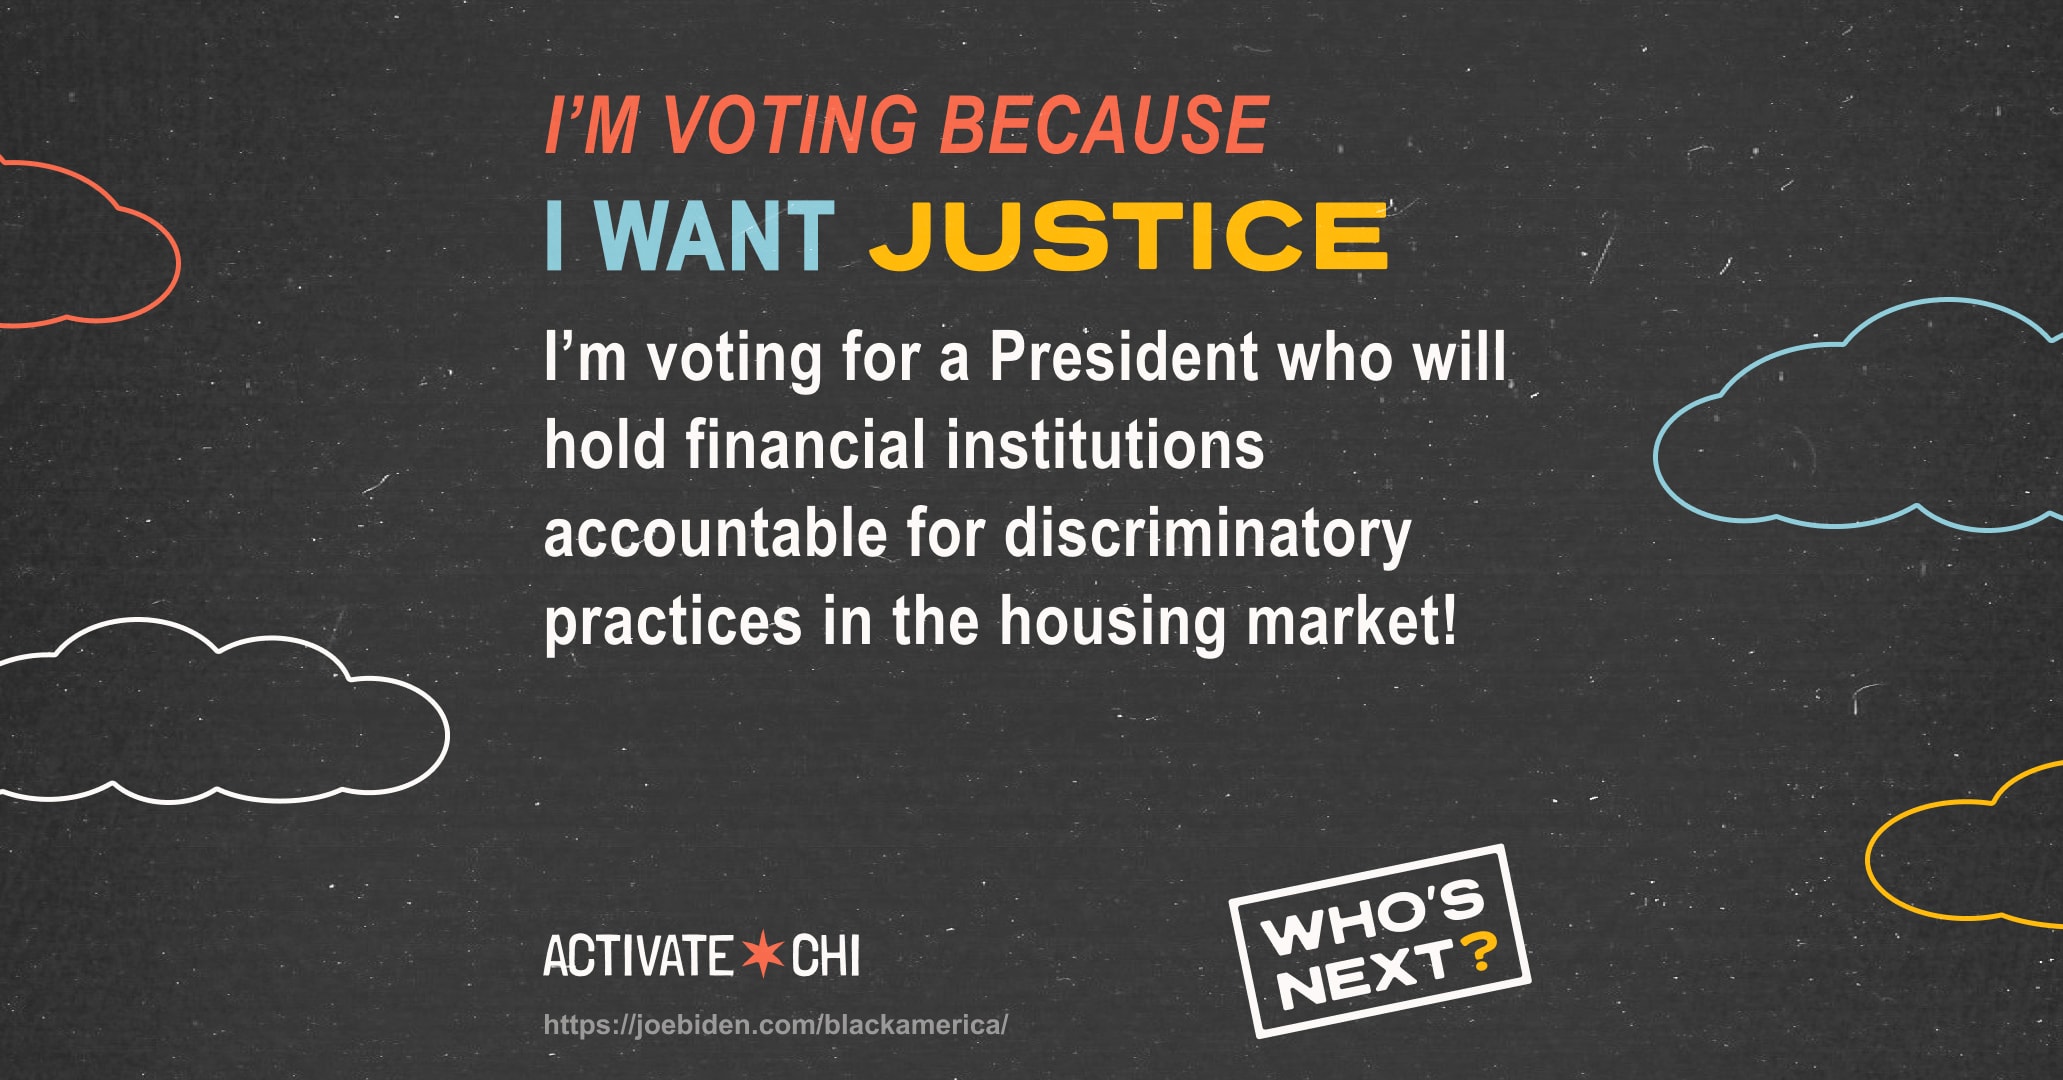 I’M VOTING BECAUSE
I WANT JUSTICE
I’m voting for a President who will
hold financial institutions
accountable for discriminatory
practices in the housing market!
ACTIVATE CHI
https://joebiden.com/blackamerica/
WHO'S
NEXT?